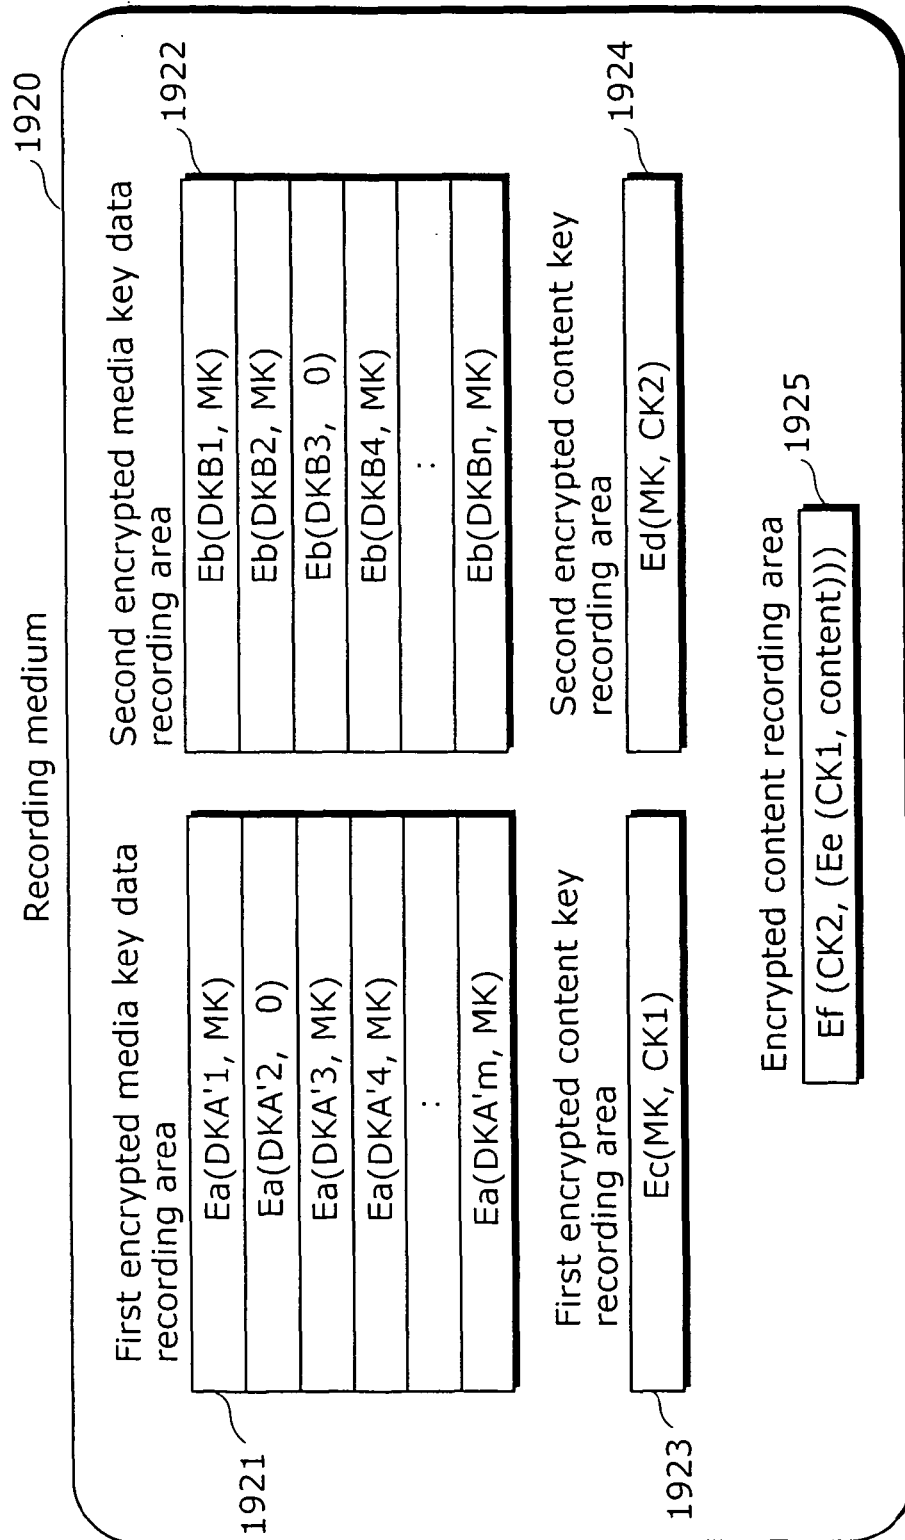 Recording medium
1920
First encrypted media key data
recording area
1921
Ea(DKA'1, MK)
Ea(DKA'2, 0)
Ea(DKA'3, MK)
Ea(DKA'4, MK)
:
Ea(DKA'm, MK)
Second encrypted media key data
recording area
1922
Eb(DKB1, MK)
Eb(DKB2, MK)
Eb(DKB3, 0)
Eb(DKB4, MK)
:
Eb(DKBn, MK)
First encrypted content key
recording area
1923
Ec(MK, CK1)
Second encrypted content key
recording area
1924
Ed(MK, CK2)
Encrypted content recording area
1925
Ef (CK2, (Ee (CK1, content)))